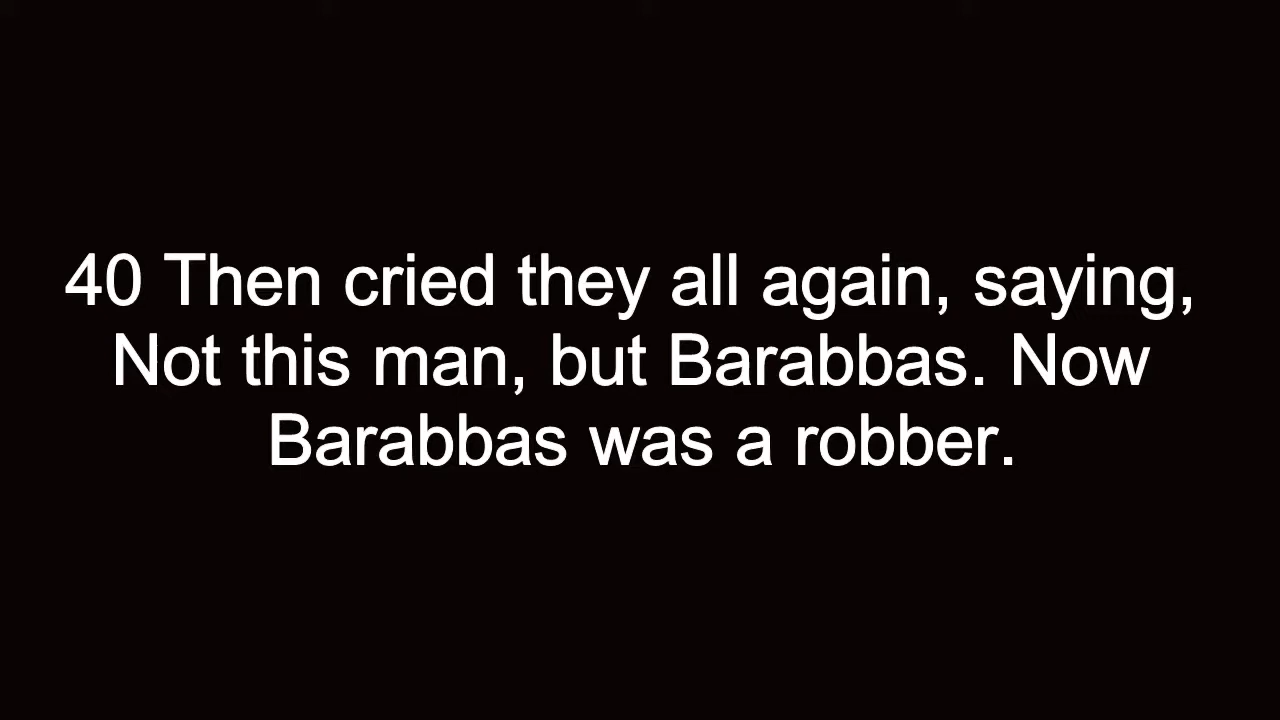 40 Then cried they all again, saying,
Not this man, but Barabbas. Now
Barabbas was a robber.